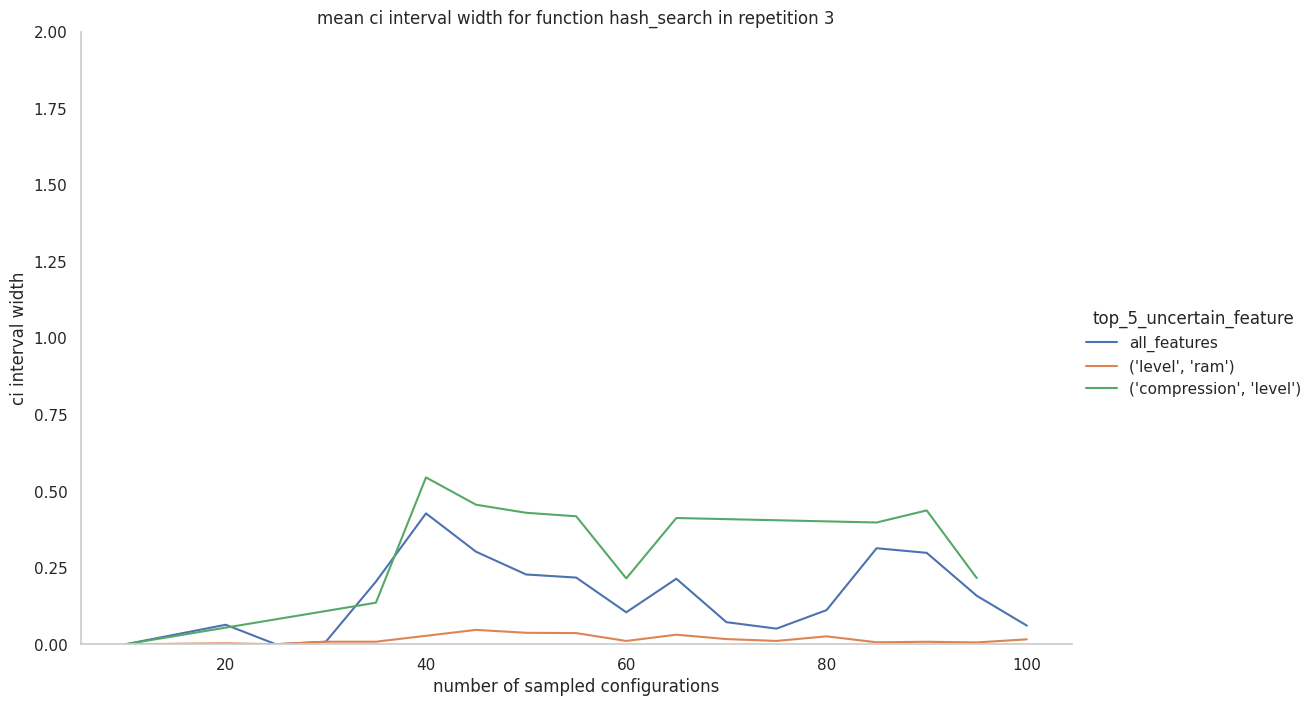 mean ci interval width for function hash_search in repetition 3
2.00
1.75
1.50
1.25
1.00
0.75
0.50
0.25
0.00
ci interval width
20
40
60
80
100
number of sampled configurations
top_5_uncertain_feature
all_features
('level', 'ram')
('compression', 'level')